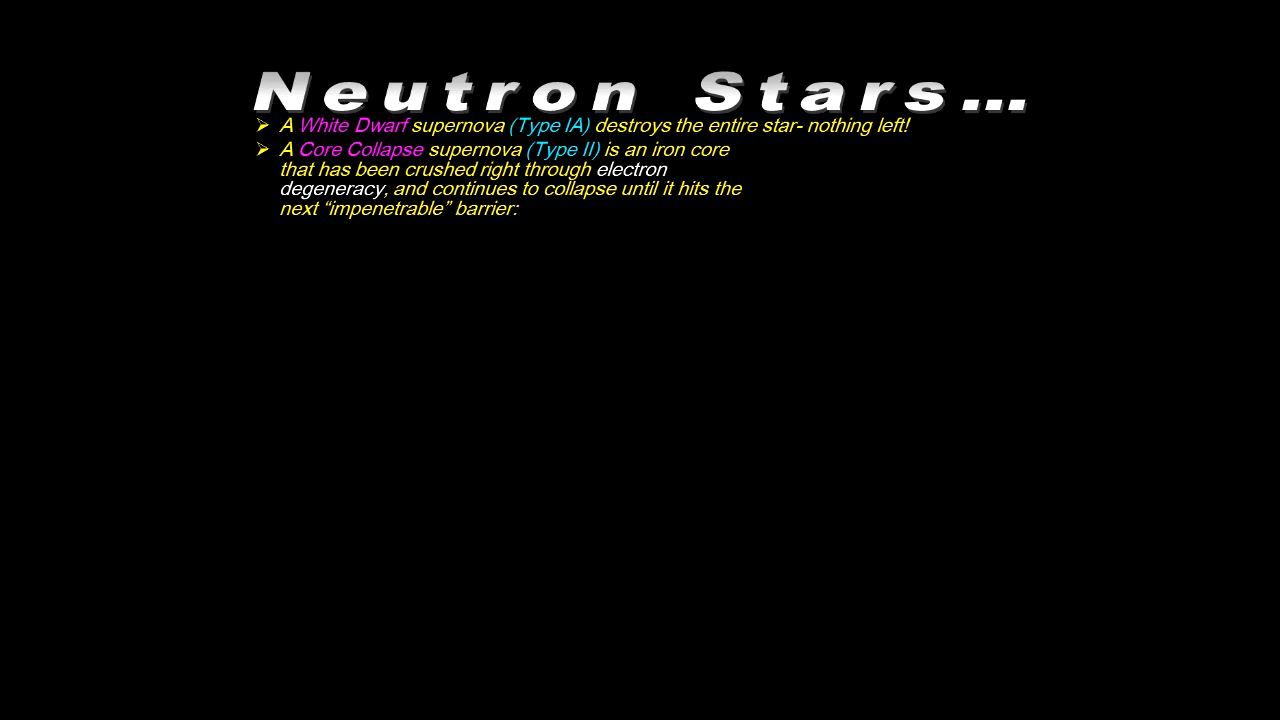 Neutron Stars…
➢ A White Dwarf supernova (Type IA) destroys the entire star- nothing left!
➢ A Core Collapse supernova (Type II) is an iron core
that has been crushed right through electron
degeneracy, and continues to collapse until it hits the
next “impenetrable” barrier: